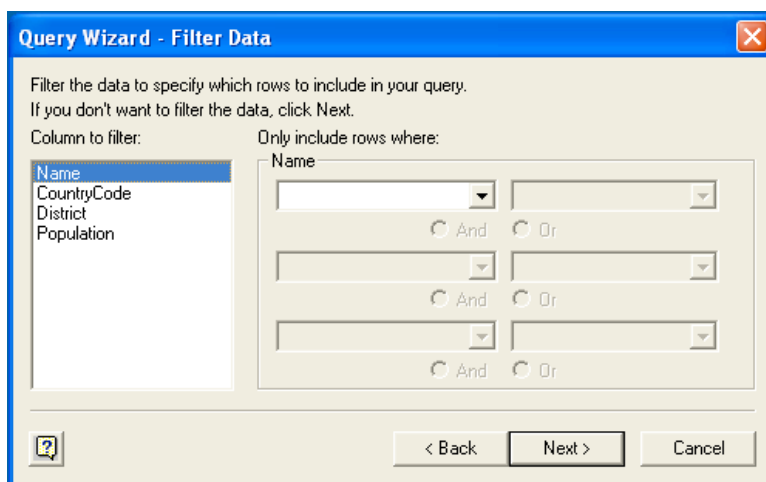 Query Wizard - Filter Data
Filter the data to specify which rows to include in your query.
If you don't want to filter the data, click Next.
Column to filter:
Only include rows where:
Name
CountryCode
District
Population
Name
And Or
And Or
And Or
< Back Next > Cancel